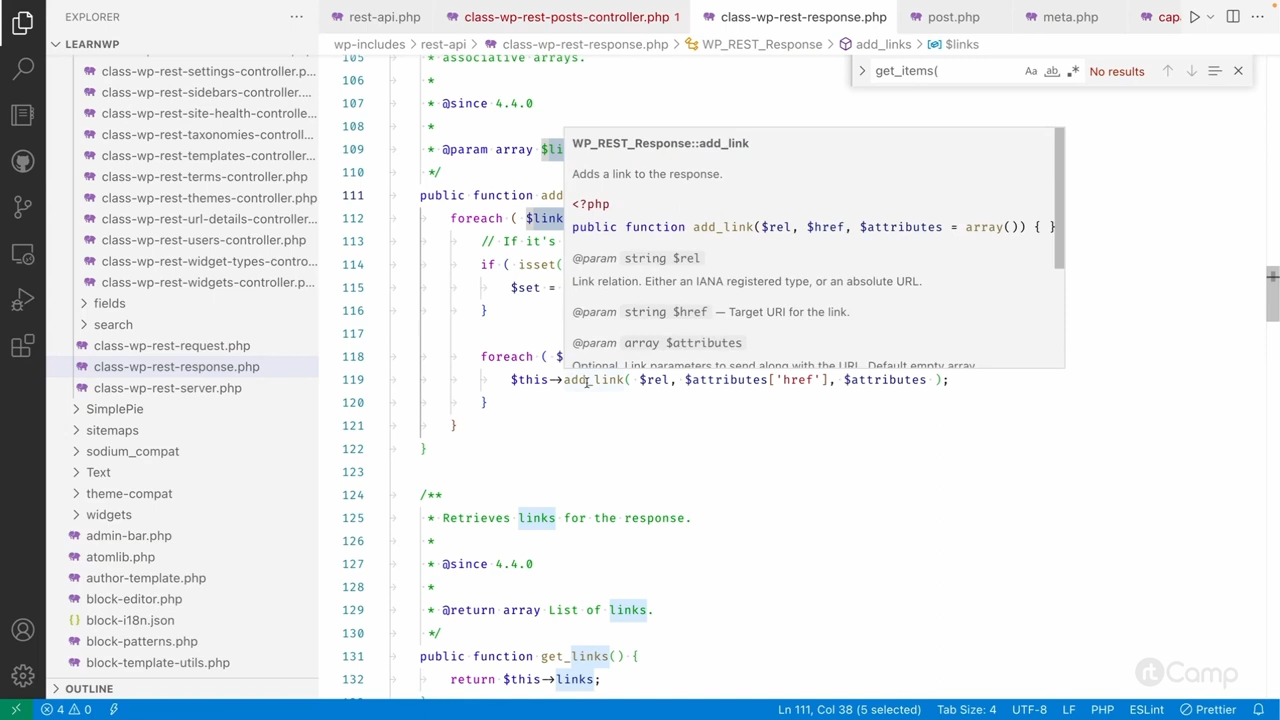 EXPLORER
rest-api.php
class-wp-rest-posts-controller.php 1
class-wp-rest-response.php
post.php
meta.php
LEARNWP
wp-includes > rest-api > class-wp-rest-response.php > WP_REST_Response > add_links > $links
get_items(
Aa
ab
No results
class-wp-rest-settings-controller.p...
class-wp-rest-sidebars-controller....
class-wp-rest-site-health-controlle...
class-wp-rest-taxonomies-controll...
class-wp-rest-templates-controller...
class-wp-rest-terms-controller.php
class-wp-rest-themes-controller.php
class-wp-rest-url-details-controller...
class-wp-rest-users-controller.php
class-wp-rest-widget-types-contro...
class-wp-rest-widgets-controller.p...
fields
search
class-wp-rest-request.php
class-wp-rest-response.php
class-wp-rest-server.php
SimplePie
sitemaps
sodium_compat
Text
theme-compat
widgets
admin-bar.php
atomlib.php
author-template.php
block-editor.php
block-i18n.json
block-patterns.php
block-template-utils.php
OUTLINE
105 * associative arrays.
106 *
107 * @since 4.4.0
108 *
109 * @param array $li
110 */
111 public function add
112 foreach ( $link
113 // If it's
114 if ( isset(
115 $set =
116 }
117
118 foreach ( $
119 $this->add_link( $rel, $attributes['href'], $attributes );
120 }
121 }
122 }
123
124 /**
125 * Retrieves links for the response.
126 *
127 * @since 4.4.0
128 *
129 * @return array List of links.
130 */
131 public function get_links() {
132 return $this->links;
WP_REST_Response::add_link
Adds a link to the response.
<?php
public function add_link($rel, $href, $attributes = array()) { }
@param string $rel
Link relation. Either an IANA registered type, or an absolute URL.
@param string $href — Target URI for the link.
@param array $attributes
Optional. Link parameters to send along with the URL. Default empty array.
rtCamp
4 0
Ln 111, Col 38 (5 selected)
Tab Size: 4
UTF-8
LF
PHP
ESLint
Prettier